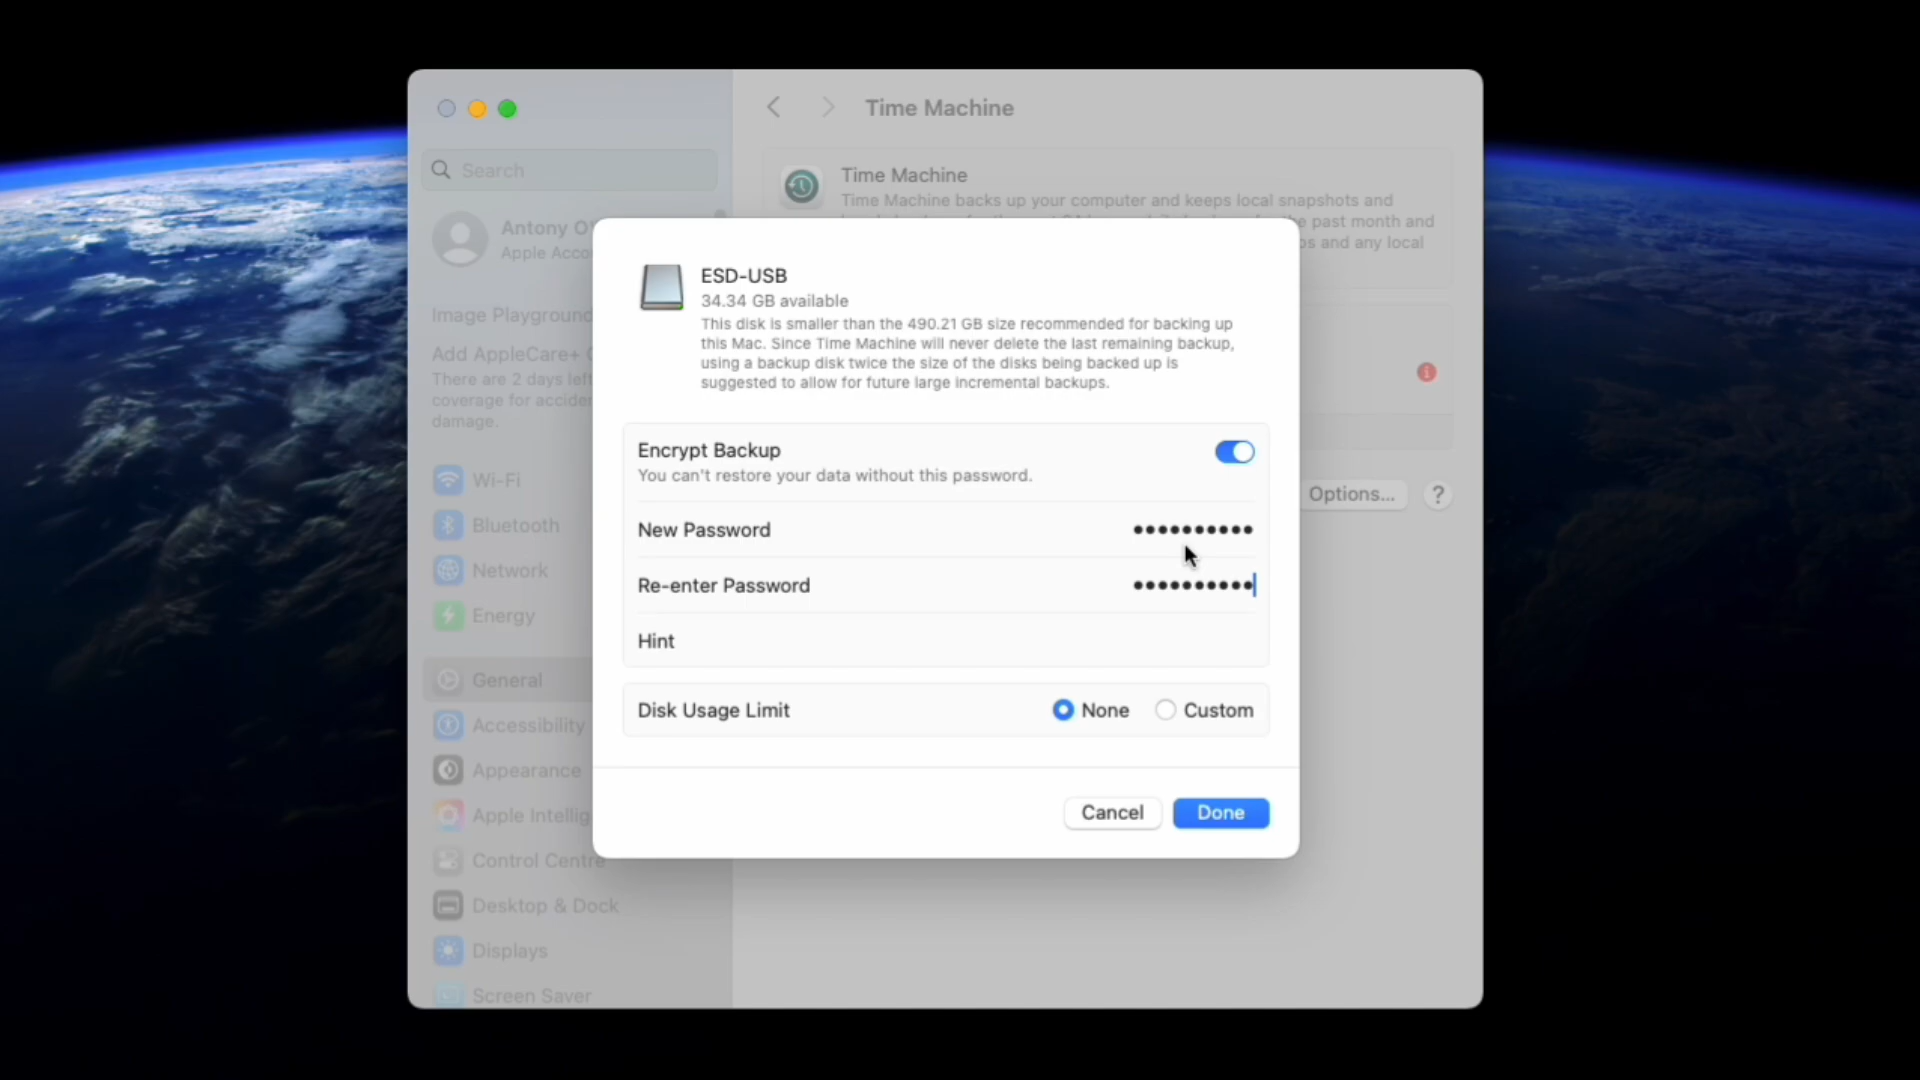 Time Machine
Search
Time Machine
Time Machine backs up your computer and keeps local snapshots and
the past month and
and any local
Antony
Apple
ESD-USB
34.34 GB available
This disk is smaller than the 490.21 GB size recommended for backing up
this Mac. Since Time Machine will never delete the last remaining backup,
using a backup disk twice the size of the disks being backed up is
suggested to allow for future large incremental backups.
Image Playground
Add AppleCare+
There are 2 days left
coverage for
damage.
Encrypt Backup
You can't restore your data without this password.
Wi-Fi
Options... ?
Bluetooth
New Password ••••••••••
Network
Re-enter Password ••••••••••
Energy
Hint
General
Accessibility
Disk Usage Limit None Custom
Appearance
Apple
Cancel Done
Control Centre
Desktop & Dock
Displays
Screen Saver